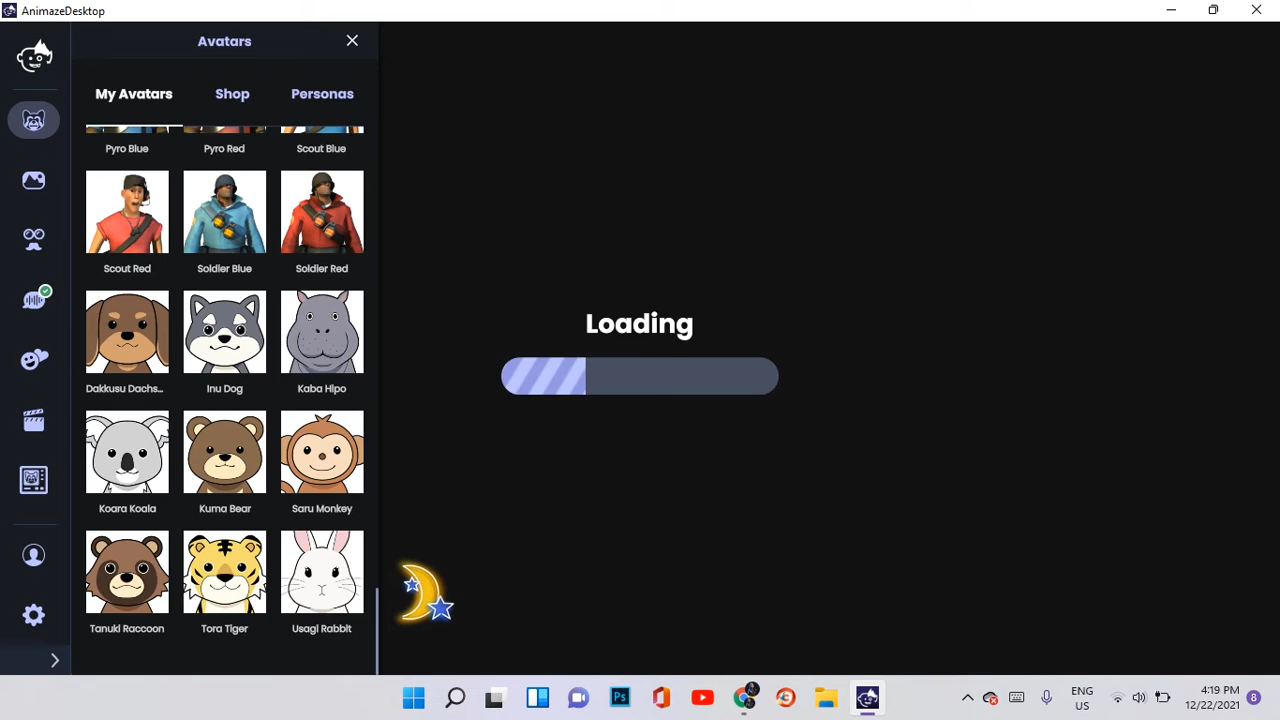 AnimazeDesktop
Avatars
My Avatars Shop Personas
Pyro Blue Pyro Red Scout Blue
Scout Red Soldier Blue Soldier Red
Dakkusu Dachs... Inu Dog Kaba Hipo
Koara Koala Kuma Bear Saru Monkey
Tanuki Raccoon Tora Tiger Usagi Rabbit
Loading
Ps
ENG
US
4:19 PM
12/22/2021
8